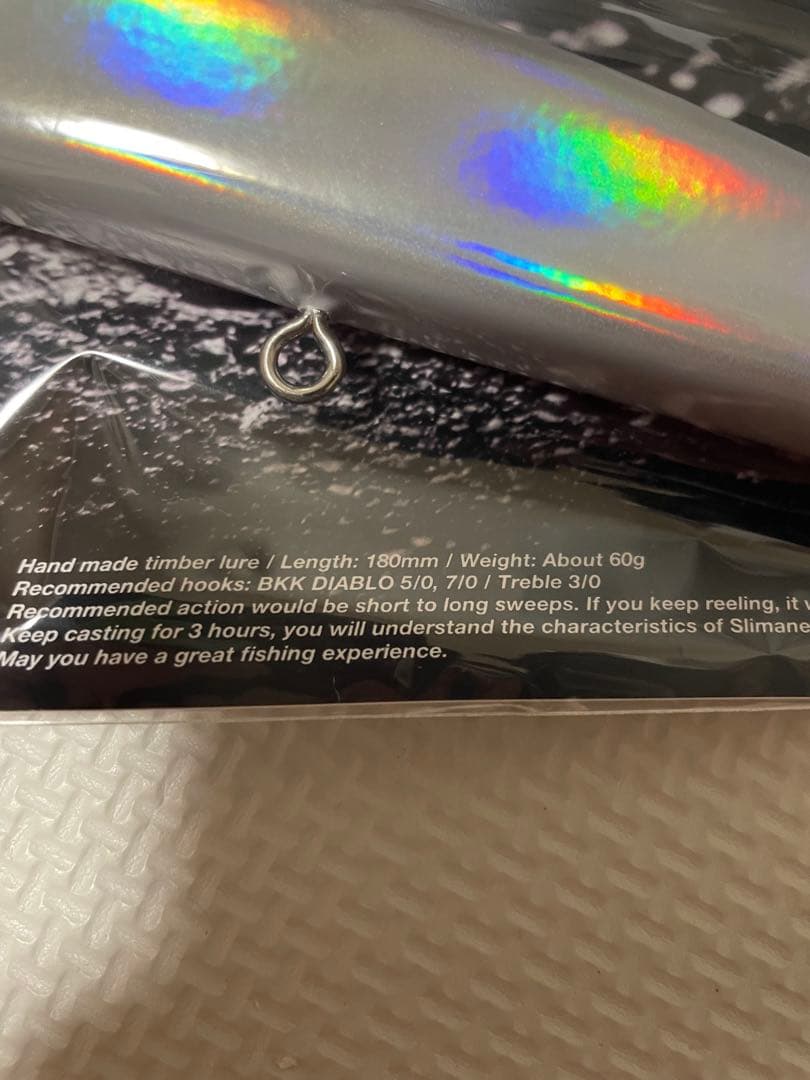 Hand made timber lure / Length: 180mm / Weight: About 60g
Recommended hooks: BKK DIABLO 5/0, 7/0 / Treble 3/0
Recommended action would be short to long sweeps. If you keep reeling, it
Keep casting for 3 hours, you will understand the characteristics of Slimane
May you have a great fishing experience.